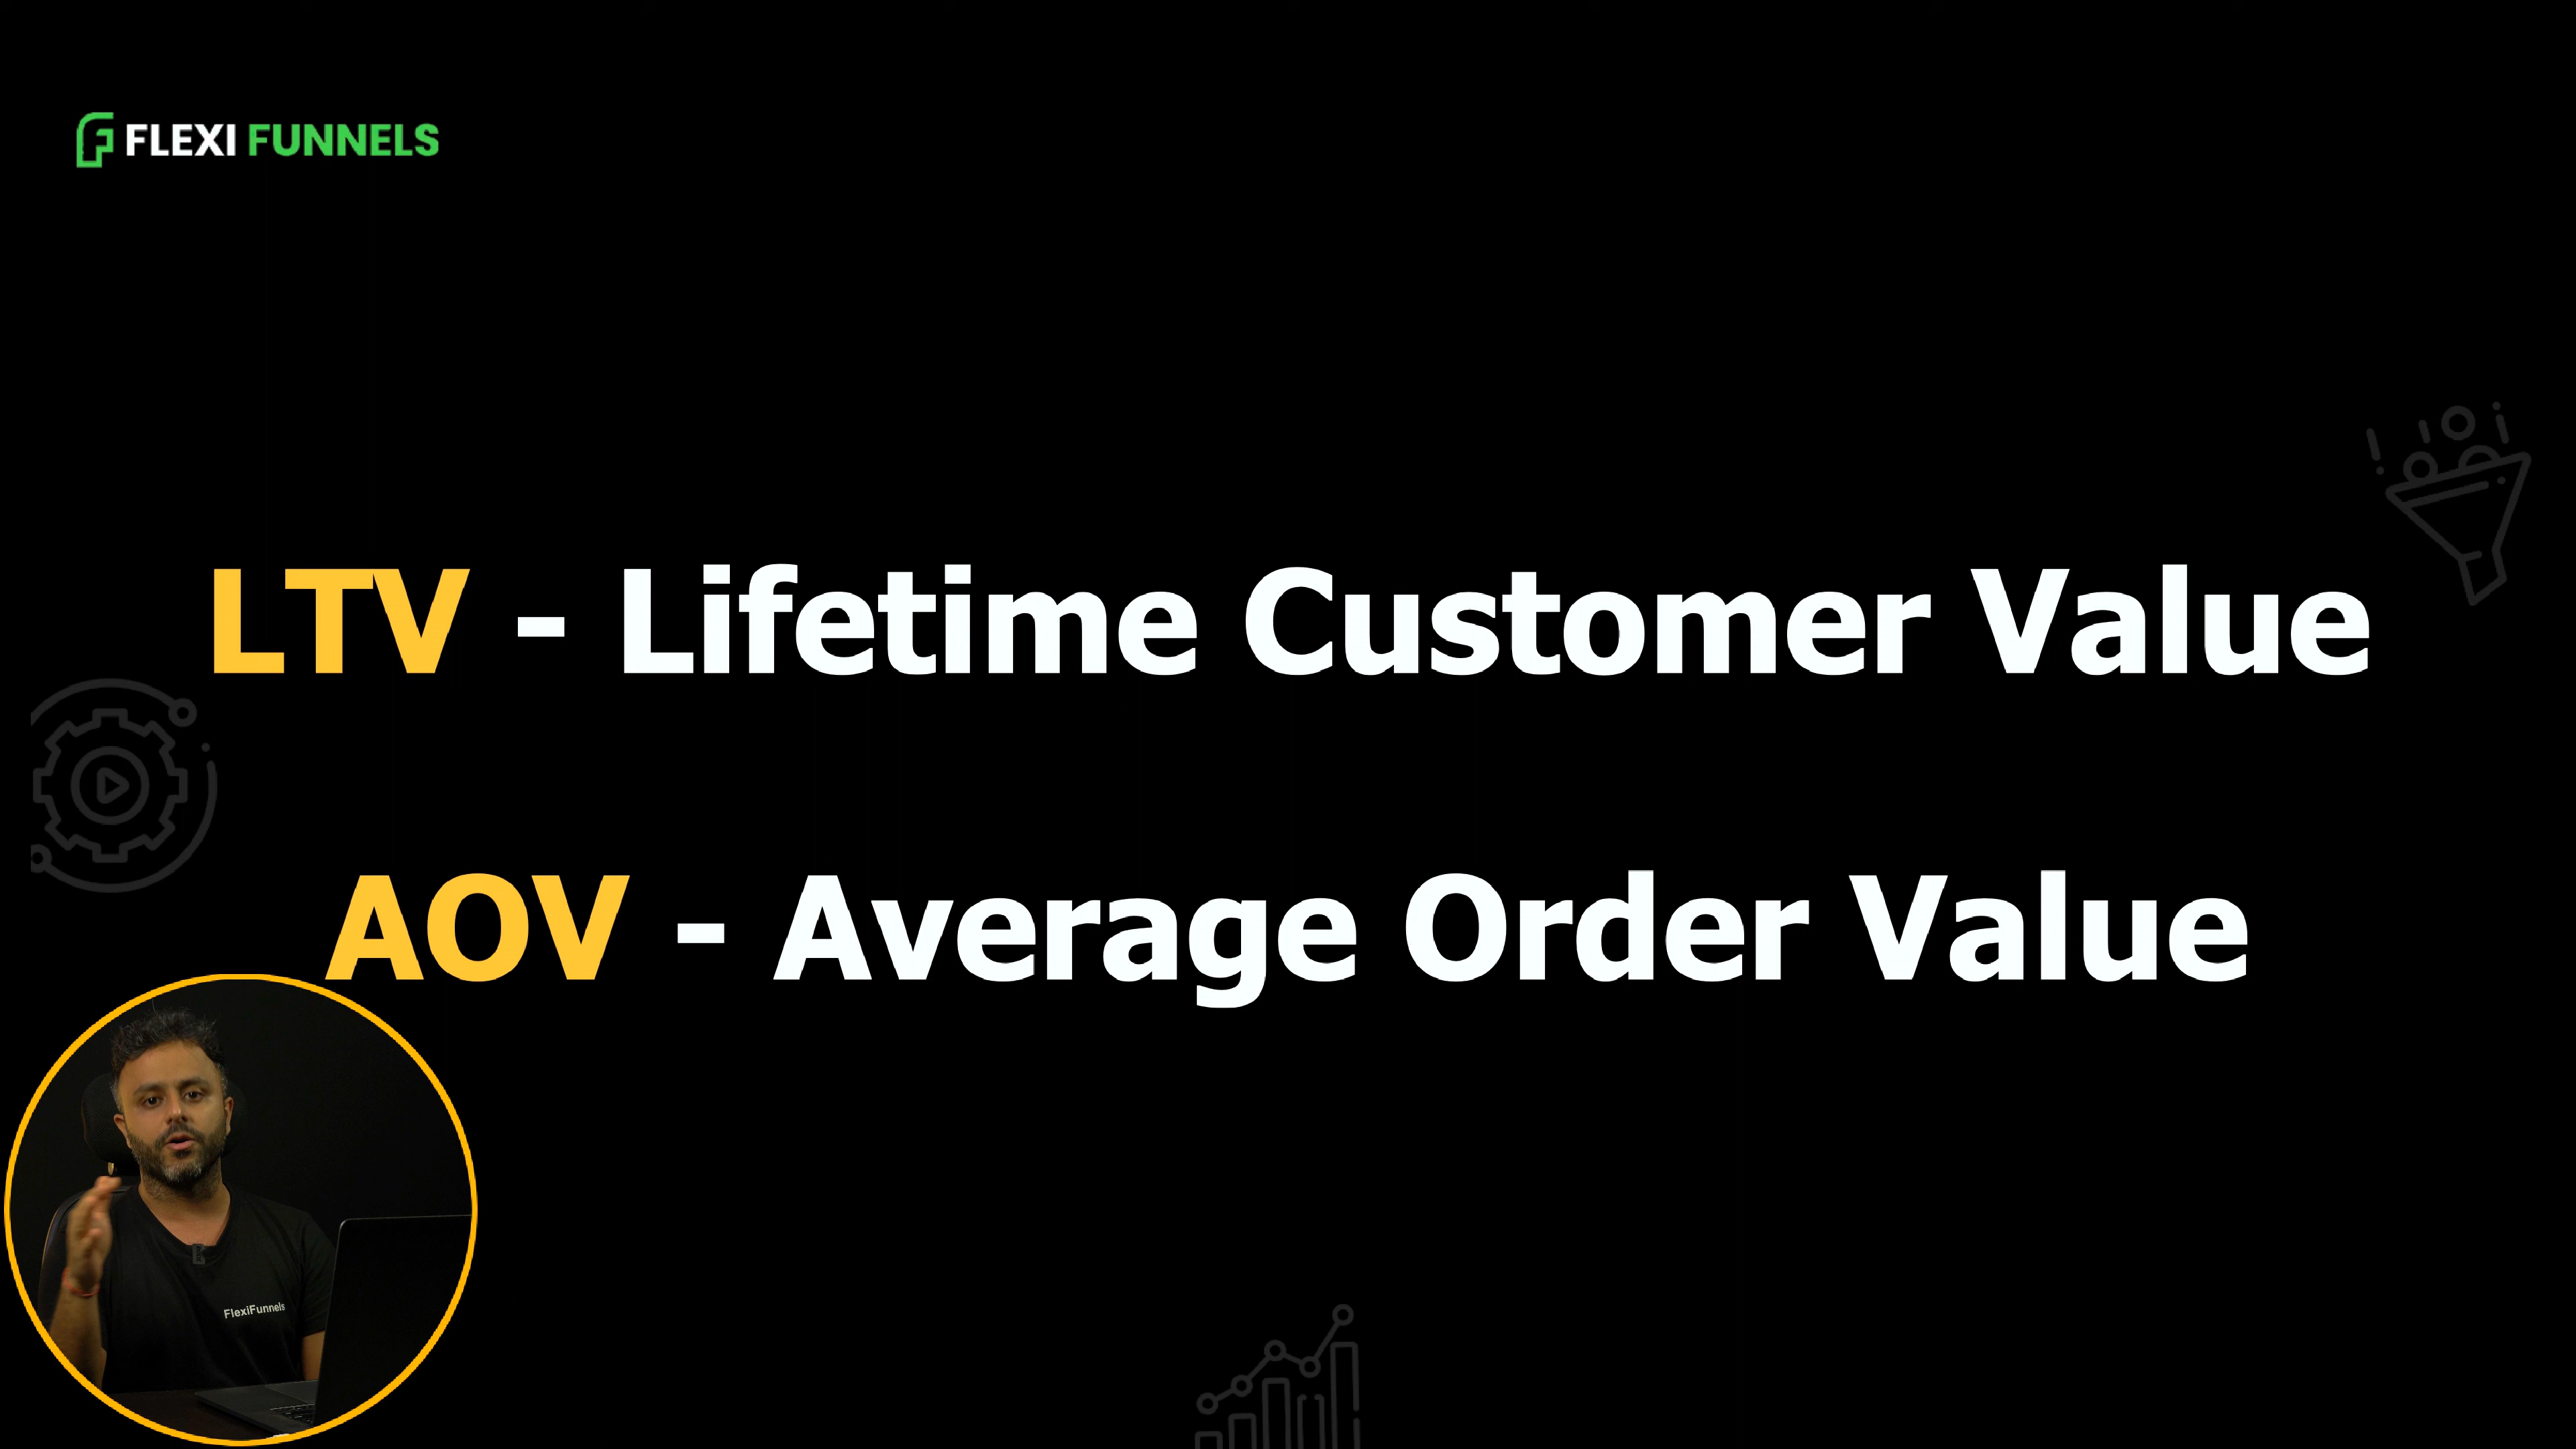 FLEXI FUNNELS
LTV - Lifetime Customer Value
AOV - Average Order Value
FlexiFunnels